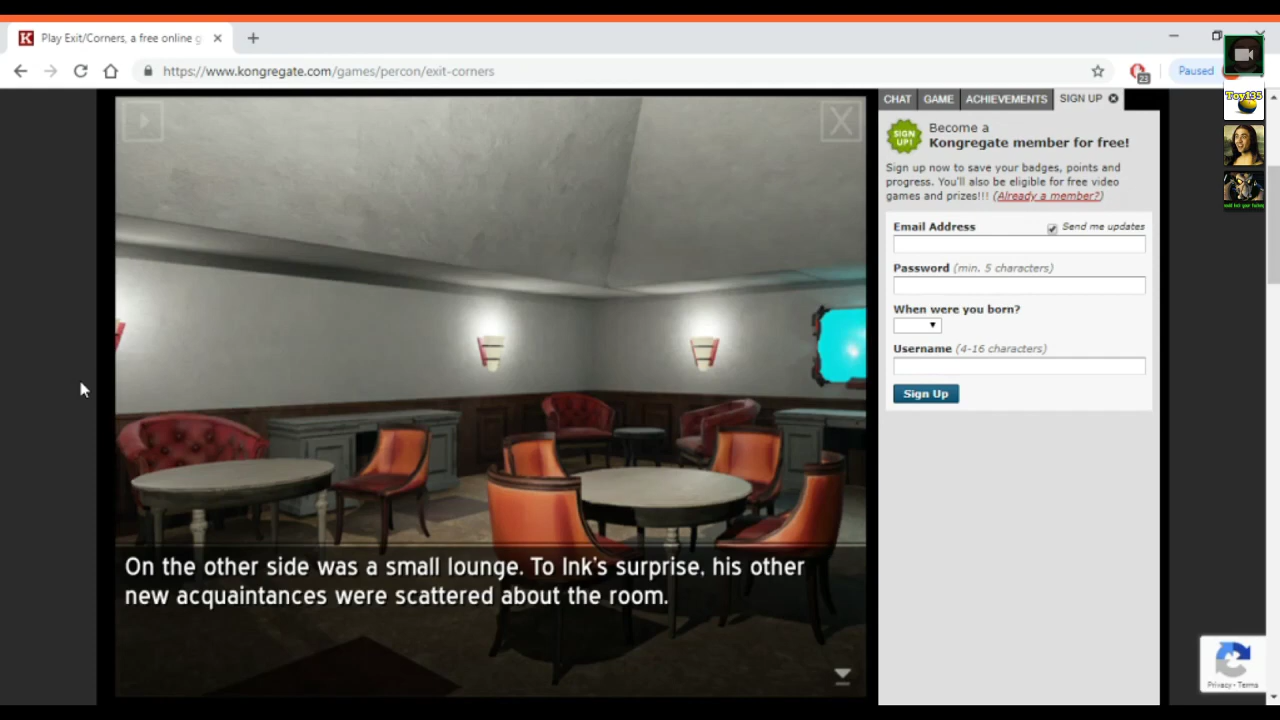 Play Exit/Corners, a free online g
https://www.kongregate.com/games/percon/exit-corners
23
Paused
Toy135
CHAT GAME ACHIEVEMENTS SIGN UP
SIGN UP!
Become a
Kongregate member for free!
Sign up now to save your badges, points and
progress. You'll also be eligible for free video
games and prizes!!! (Already a member?)
Email Address Send me updates
Password (min. 5 characters)
When were you born?
Username (4-16 characters)
Sign Up
On the other side was a small lounge. To Ink's surprise, his other
new acquaintances were scattered about the room.
Privacy - Terms